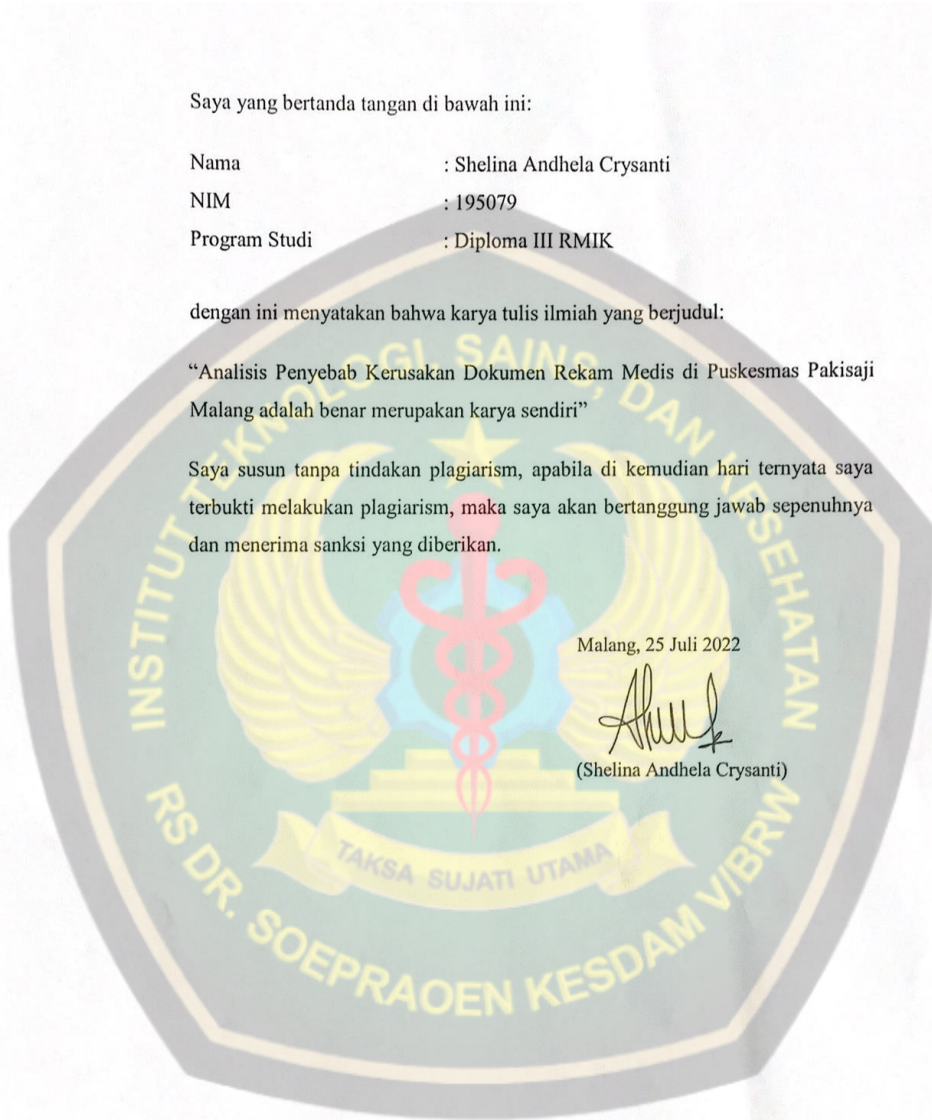 Saya yang bertanda tangan di bawah ini:
Nama : Shelina Andhela Crysanti
NIM : 195079
Program Studi : Diploma III RMIK
dengan ini menyatakan bahwa karya tulis ilmiah yang berjudul:
“Analisis Penyebab Kerusakan Dokumen Rekam Medis di Puskesmas Pakisaji
Malang adalah benar merupakan karya sendiri”
Saya susun tanpa tindakan plagiarism, apabila di kemudian hari ternyata saya
terbukti melakukan plagiarism, maka saya akan bertanggung jawab sepenuhnya
dan menerima sanksi yang diberikan.
Malang, 25 Juli 2022
(Shelina Andhela Crysanti)
INSTITUT TEKNOLOGI, SAINS, DAN KESEHATAN
TAKSA SUJATI UTAMA
RS DR. SOEPRAOEN KESDAM V/BRW